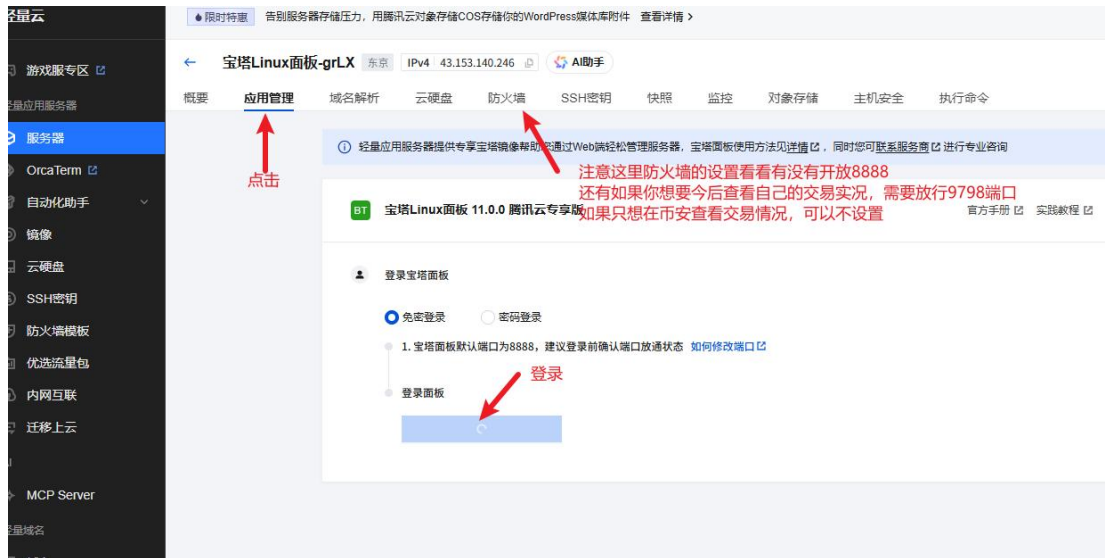 轻量云
限时特惠 告别服务器存储压力，用腾讯云对象存储COS存储你的WordPress媒体库附件 查看详情 >
游戏服专区
宝塔Linux面板-grLX 东京 IPv4 43.153.140.246 AI助手
轻量应用服务器
概要 应用管理 域名解析 云硬盘 防火墙 SSH密钥 快照 监控 对象存储 主机安全 执行命令
服务器
轻量应用服务器提供专享宝塔镜像帮助您通过Web端轻松管理服务器，宝塔面板使用方法见详情，同时您可联系服务商进行专业咨询
OrcaTerm
点击
注意这里防火墙的设置看看有没有开放8888
还有如果你想要今后查看自己的交易实况，需要放行9798端口
如果只想在币安查看交易情况，可以不设置
自动化助手
BT 宝塔Linux面板 11.0.0 腾讯云专享版
官方手册 实践教程
镜像
云硬盘
登录宝塔面板
SSH密钥
免密登录 密码登录
防火墙模板
1. 宝塔面板默认端口为8888，建议登录前确认端口放通状态 如何修改端口
优选流量包
登录
内网互联
登录面板
迁移上云
MCP Server
轻量域名